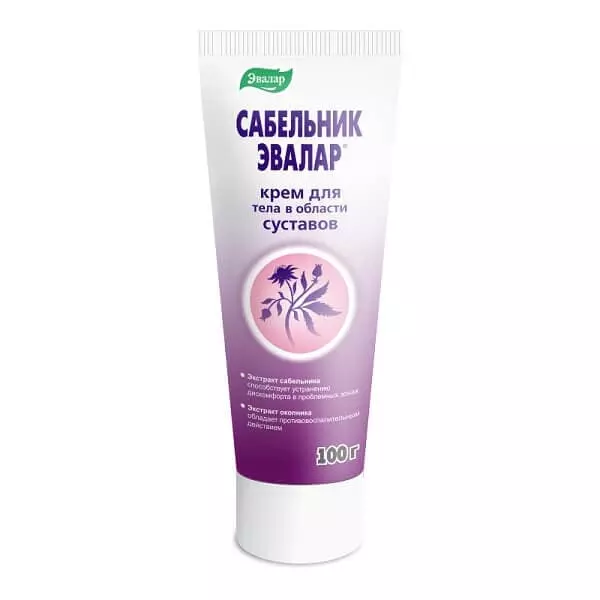 Эвалар
САБЕЛЬНИК
ЭВАЛАР®
крем для
тела в области
суставов
Экстракт сабельника
способствует устранению
дискомфорта в проблемных зонах
Экстракт окопника
обладает противовоспалительным
действием
100 г